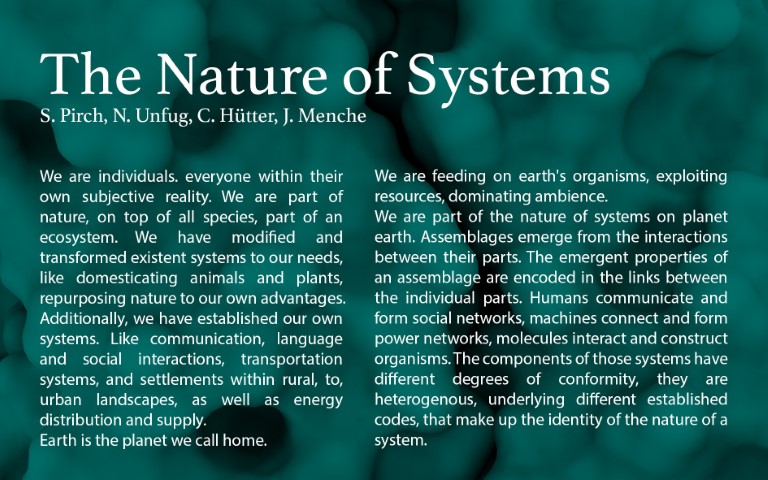 The Nature of Systems
S. Pirch, N. Unfug, C. Hütter, J. Menche
We are individuals. everyone within their
own subjective reality. We are part of
nature, on top of all species, part of an
ecosystem. We have modified and
transformed existent systems to our needs,
like domesticating animals and plants,
repurposing nature to our own advantages.
Additionally, we have established our own
systems. Like communication, language
and social interactions, transportation
systems, and settlements within rural, to,
urban landscapes, as well as energy
distribution and supply.
Earth is the planet we call home.
We are feeding on earth's organisms, exploiting
resources, dominating ambience.
We are part of the nature of systems on planet
earth. Assemblages emerge from the interactions
between their parts. The emergent properties of
an assemblage are encoded in the links between
the individual parts. Humans communicate and
form social networks, machines connect and form
power networks, molecules interact and construct
organisms. The components of those systems have
different degrees of conformity, they are
heterogenous, underlying different established
codes, that make up the identity of the nature of a
system.